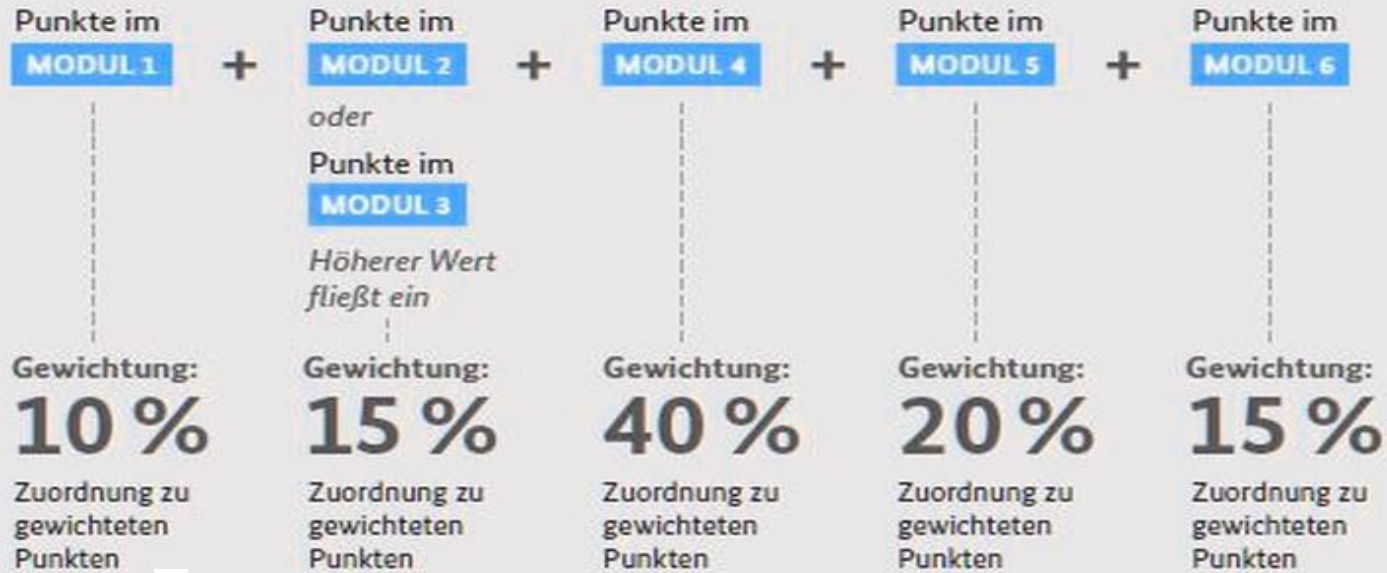 Punkte im
MODUL 1
+
Punkte im
MODUL 2
oder
Punkte im
MODUL 3
Höherer Wert
fließt ein
+
Punkte im
MODUL 4
+
Punkte im
MODUL 5
+
Punkte im
MODUL 6
Gewichtung:
10 %
Zuordnung zu
gewichteten
Punkten
Gewichtung:
15 %
Zuordnung zu
gewichteten
Punkten
Gewichtung:
40 %
Zuordnung zu
gewichteten
Punkten
Gewichtung:
20 %
Zuordnung zu
gewichteten
Punkten
Gewichtung:
15 %
Zuordnung zu
gewichteten
Punkten